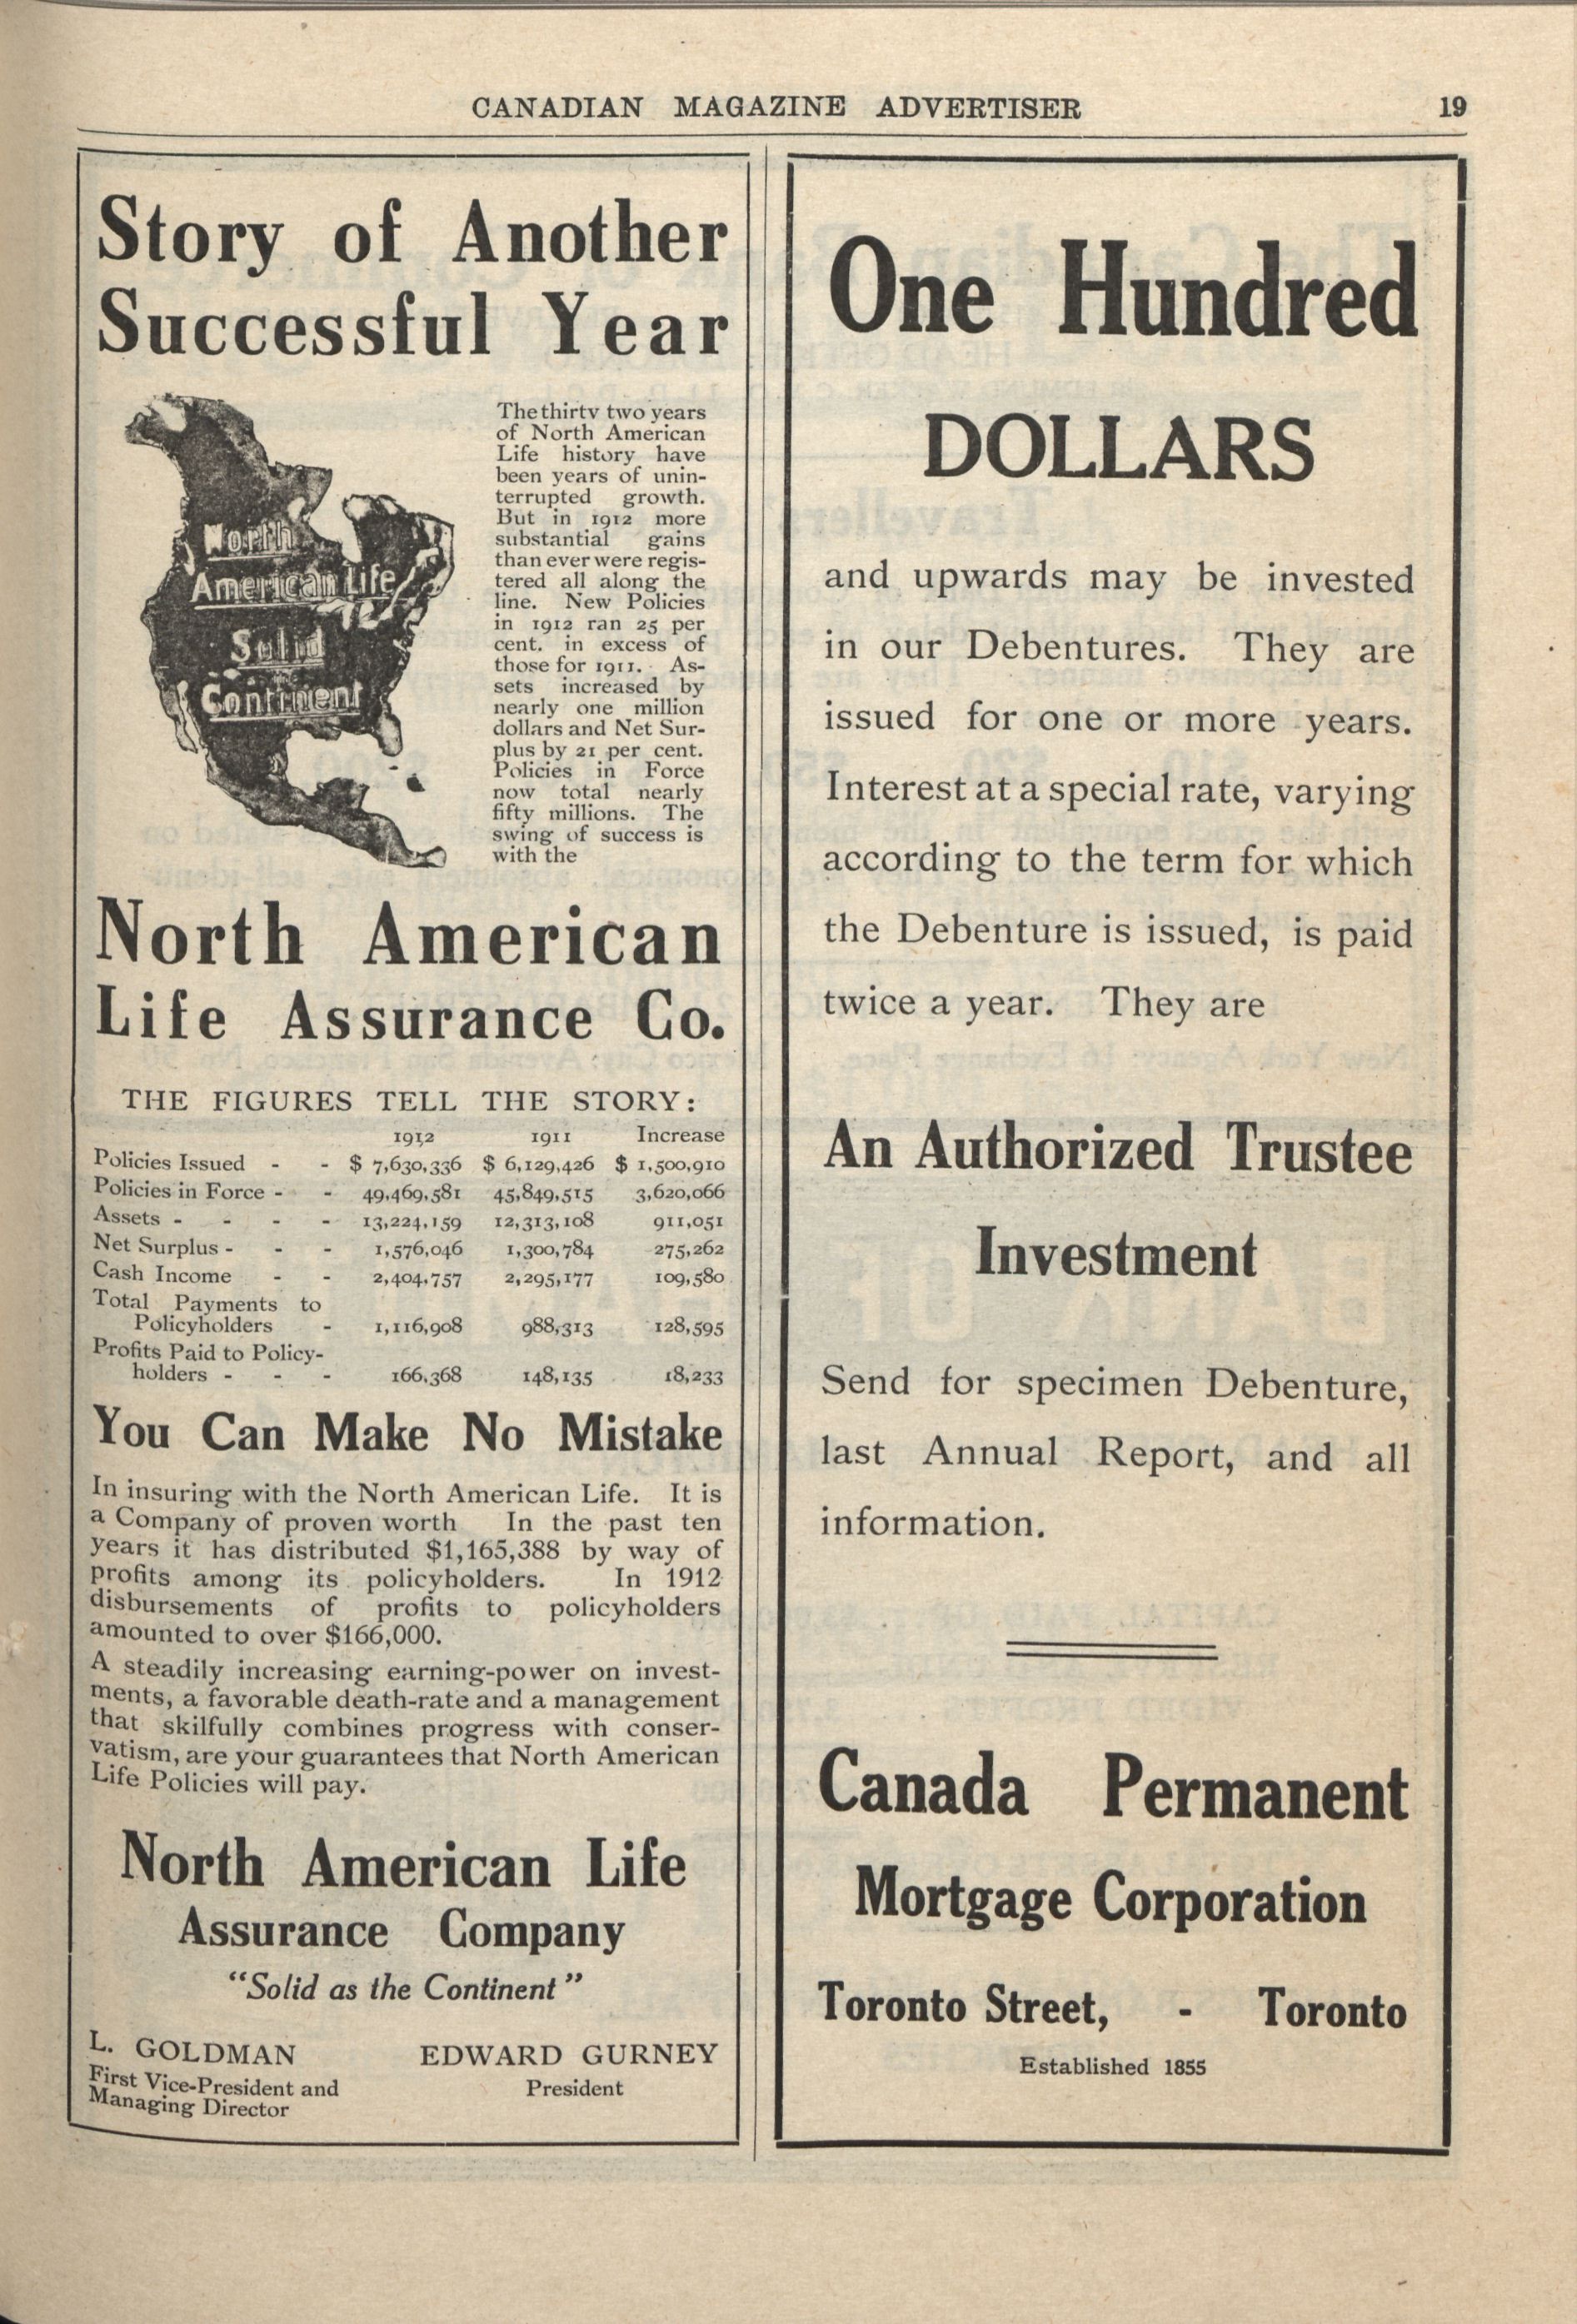 CANADIAN MAGAZINE ADVERTISER 19
Story of Another
Successful Year
North
American Life
Solid
Continent
The thirty two years
of North American
Life history have
been years of unin-
terrupted growth.
But in 1912 more
substantial gains
than ever were regis-
tered all along the
line. New Policies
in 1912 ran 25 per
cent. in excess of
those for 1911. As-
sets increased by
nearly one million
dollars and Net Sur-
plus by 21 per cent.
Policies in Force
now total nearly
fifty millions. The
swing of success is
with the
North American
Life Assurance Co.
THE FIGURES TELL THE STORY:
1912 1911 Increase
Policies Issued - - $ 7,630,336 $ 6,129,426 $ 1,500,910
Policies in Force - - 49,469,581 45,849,515 3,620,066
Assets - - - - 13,224,159 12,313,108 911,051
Net Surplus - - - 1,576,046 1,300,784 275,262
Cash Income - - 2,404,757 2,295,177 109,580
Total Payments to
Policyholders - 1,116,908 988,313 128,595
Profits Paid to Policy-
holders - - - 166,368 148,135 18,233
You Can Make No Mistake
In insuring with the North American Life. It is
a Company of proven worth In the past ten
years it has distributed $1,165,388 by way of
profits among its policyholders. In 1912
disbursements of profits to policyholders
amounted to over $166,000.
A steadily increasing earning-power on invest-
ments, a favorable death-rate and a management
that skilfully combines progress with conser-
vatism, are your guarantees that North American
Life Policies will pay.
North American Life
Assurance Company
"Solid as the Continent"
L. GOLDMAN EDWARD GURNEY
First Vice-President and President
Managing Director
One Hundred
DOLLARS
and upwards may be invested
in our Debentures. They are
issued for one or more years.
Interest at a special rate, varying
according to the term for which
the Debenture is issued, is paid
twice a year. They are
An Authorized Trustee
Investment
Send for specimen Debenture,
last Annual Report, and all
information.
Canada Permanent
Mortgage Corporation
Toronto Street, - Toronto
Established 1855